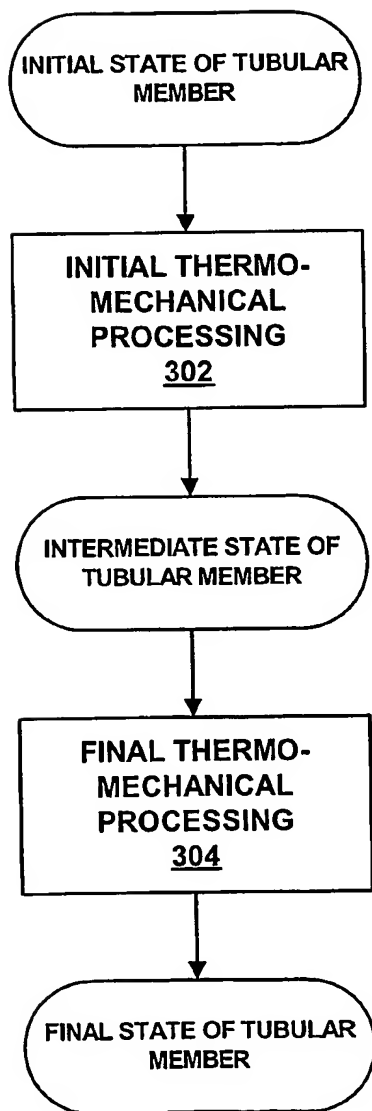 INITIAL STATE OF TUBULAR
MEMBER
INITIAL THERMO-
MECHANICAL
PROCESSING
302
INTERMEDIATE STATE OF
TUBULAR MEMBER
FINAL THERMO-
MECHANICAL
PROCESSING
304
FINAL STATE OF TUBULAR
MEMBER